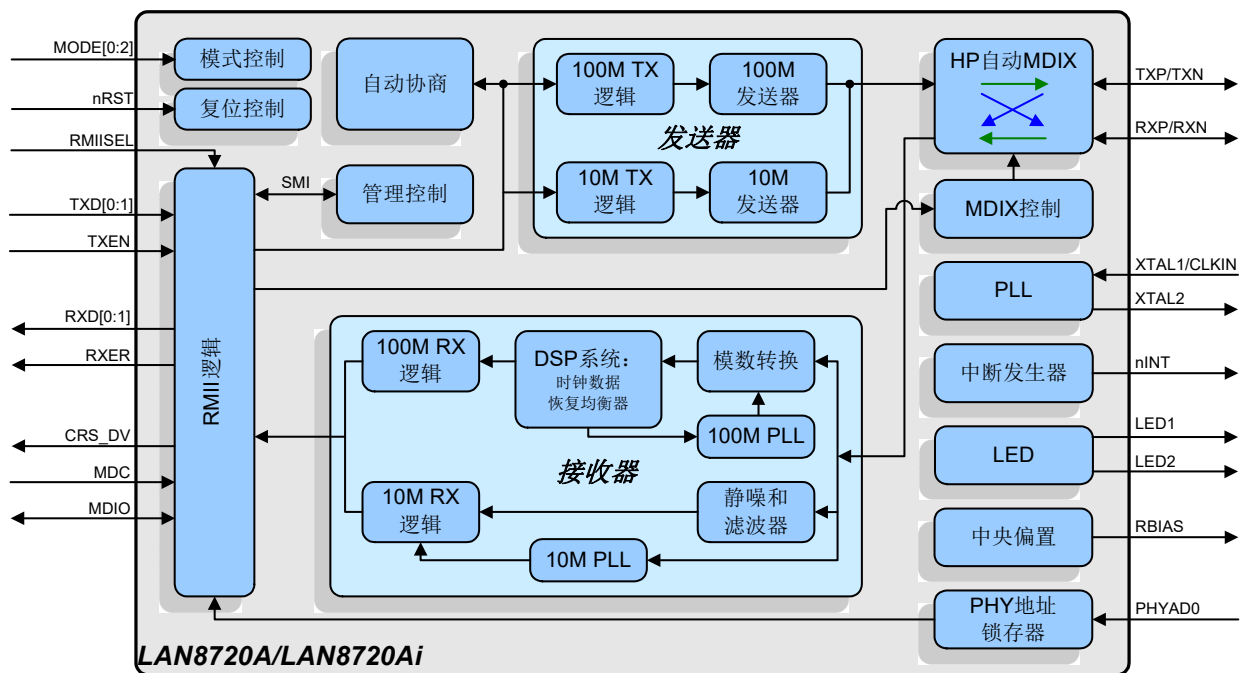 MODE[0:2]
nRST
RMIISEL
TXD[0:1]
TXEN
RXD[0:1]
RXER
CRS_DV
MDC
MDIO
模式控制
复位控制
RMII逻辑
SMI
自动协商
管理控制
100M TX
逻辑
100M
发送器
发送器
10M TX
逻辑
10M
发送器
100M RX
逻辑
DSP系统：
时钟数据
恢复均衡器
模数转换
100M PLL
接收器
10M RX
逻辑
静噪和
滤波器
10M PLL
HP自动MDIX
MDIX控制
PLL
中断发生器
LED
中央偏置
PHY地址
锁存器
TXP/TXN
RXP/RXN
XTAL1/CLKIN
XTAL2
nINT
LED1
LED2
RBIAS
PHYAD0
LAN8720A/LAN8720Ai